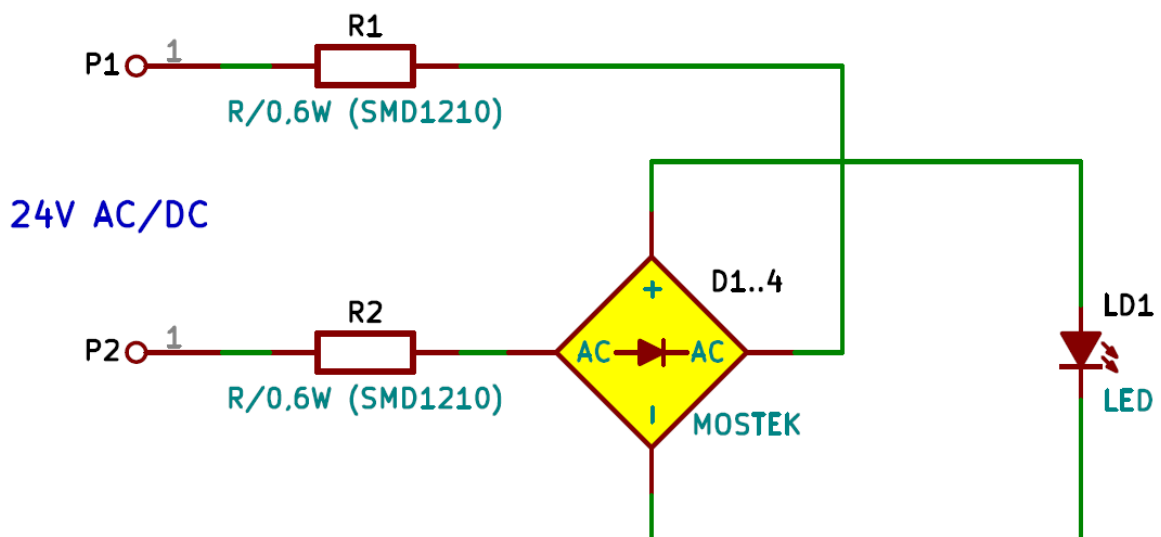 R1
P1
1
R/0,6W (SMD1210)
24V AC/DC
D1..4
+
R2
LD1
P2
1
AC
AC
R/0,6W (SMD1210)
LED
-
MOSTEK